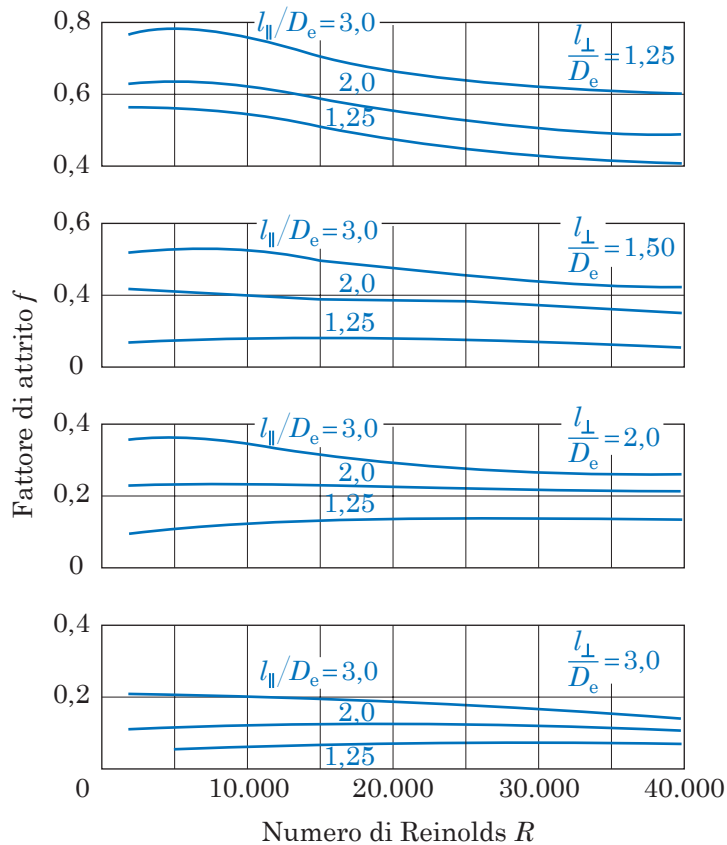 0,8
l∥/Dₑ = 3,0
l⊥/Dₑ = 1,25
2,0
0,6
1,25
0,4
0,6
l∥/Dₑ = 3,0
l⊥/Dₑ = 1,50
2,0
0,4
1,25
0
Fattore di attrito f
0,4
l∥/Dₑ = 3,0
l⊥/Dₑ = 2,0
2,0
0,2
1,25
0
0,4
l∥/Dₑ = 3,0
l⊥/Dₑ = 3,0
0,2
2,0
1,25
0 10.000 20.000 30.000 40.000
Numero di Reinolds R